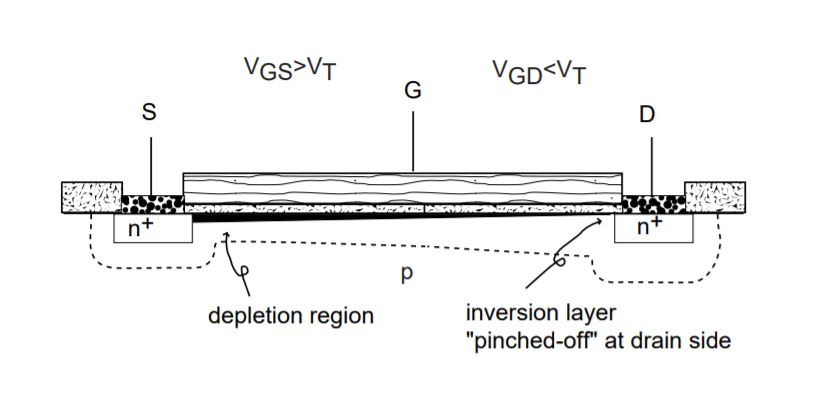 VGS>VT
VGD<VT
G
S
D
n+
n+
p
depletion region
inversion layer
"pinched-off" at drain side